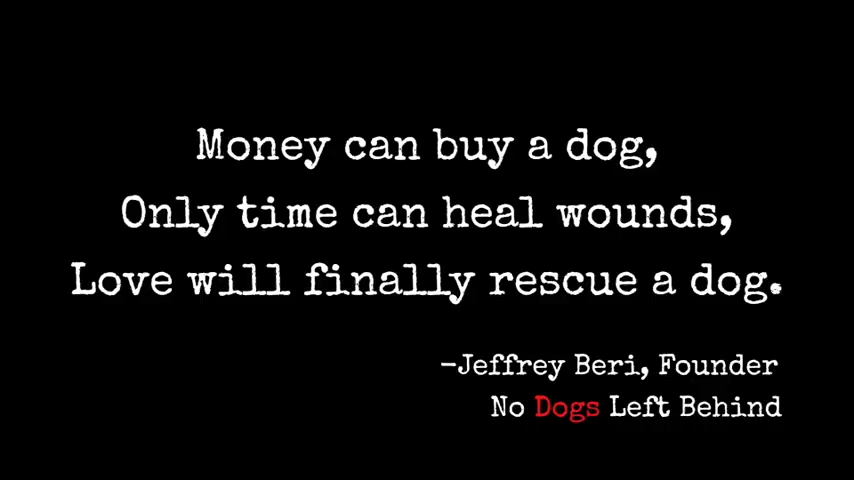 Money can buy a dog,
Only time can heal wounds,
Love will finally rescue a dog.
-Jeffrey Beri, Founder
No Dogs Left Behind